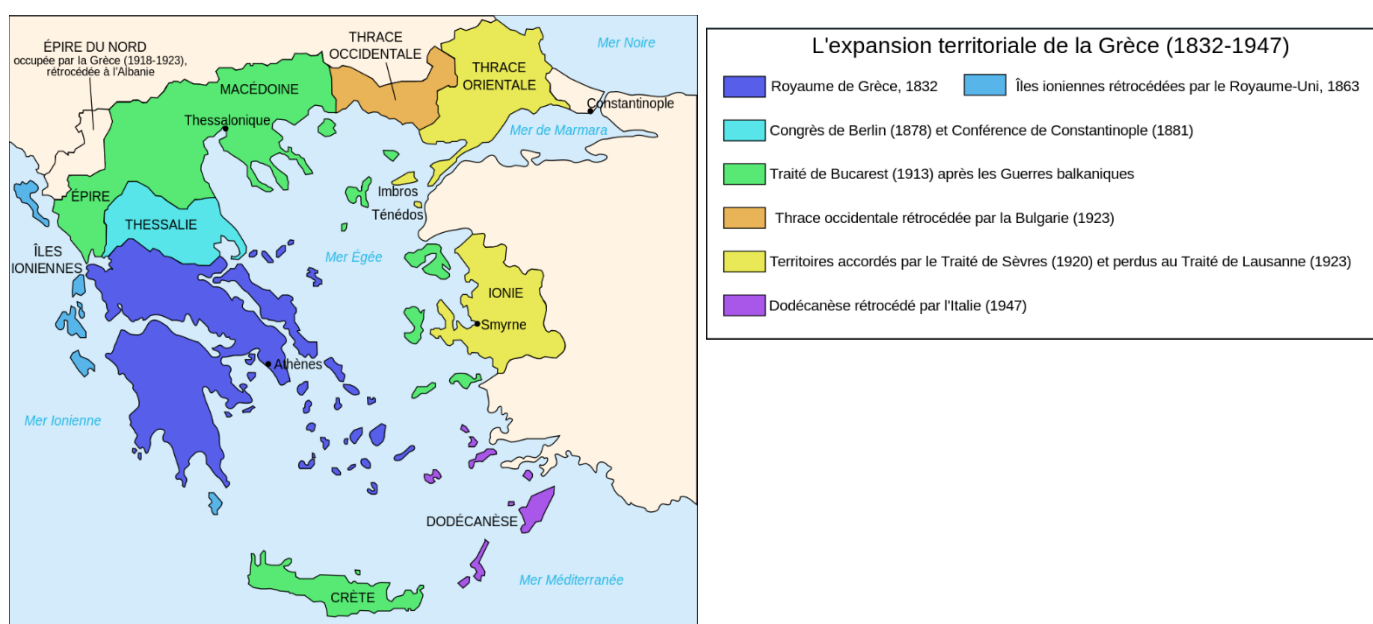 ÉPIRE DU NORD
occupée par la Grèce (1918-1923),
rétrocédée à l'Albanie
THRACE
OCCIDENTALE
Mer Noire
THRACE
ORIENTALE
MACÉDOINE
Constantinople
Thessalonique
Mer de Marmara
Imbros
ÉPIRE
Ténédos
THESSALIE
ÎLES
IONIENNES
Mer Égée
IONIE
Smyrne
Athènes
Mer Ionienne
DODÉCANÈSE
Mer Méditerranée
CRÈTE
L'expansion territoriale de la Grèce (1832-1947)
Royaume de Grèce, 1832
Îles ioniennes rétrocédées par le Royaume-Uni, 1863
Congrès de Berlin (1878) et Conférence de Constantinople (1881)
Traité de Bucarest (1913) après les Guerres balkaniques
Thrace occidentale rétrocédée par la Bulgarie (1923)
Territoires accordés par le Traité de Sèvres (1920) et perdus au Traité de Lausanne (1923)
Dodécanèse rétrocédé par l'Italie (1947)